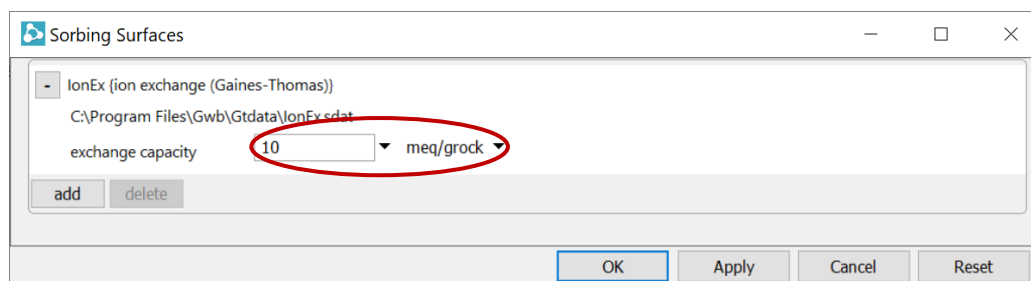 Sorbing Surfaces
- IonEx {ion exchange (Gaines-Thomas)}
C:\Program Files\Gwb\Gtdata\IonEx.sdat
exchange capacity 10 meq/grock
add delete
OK Apply Cancel Reset